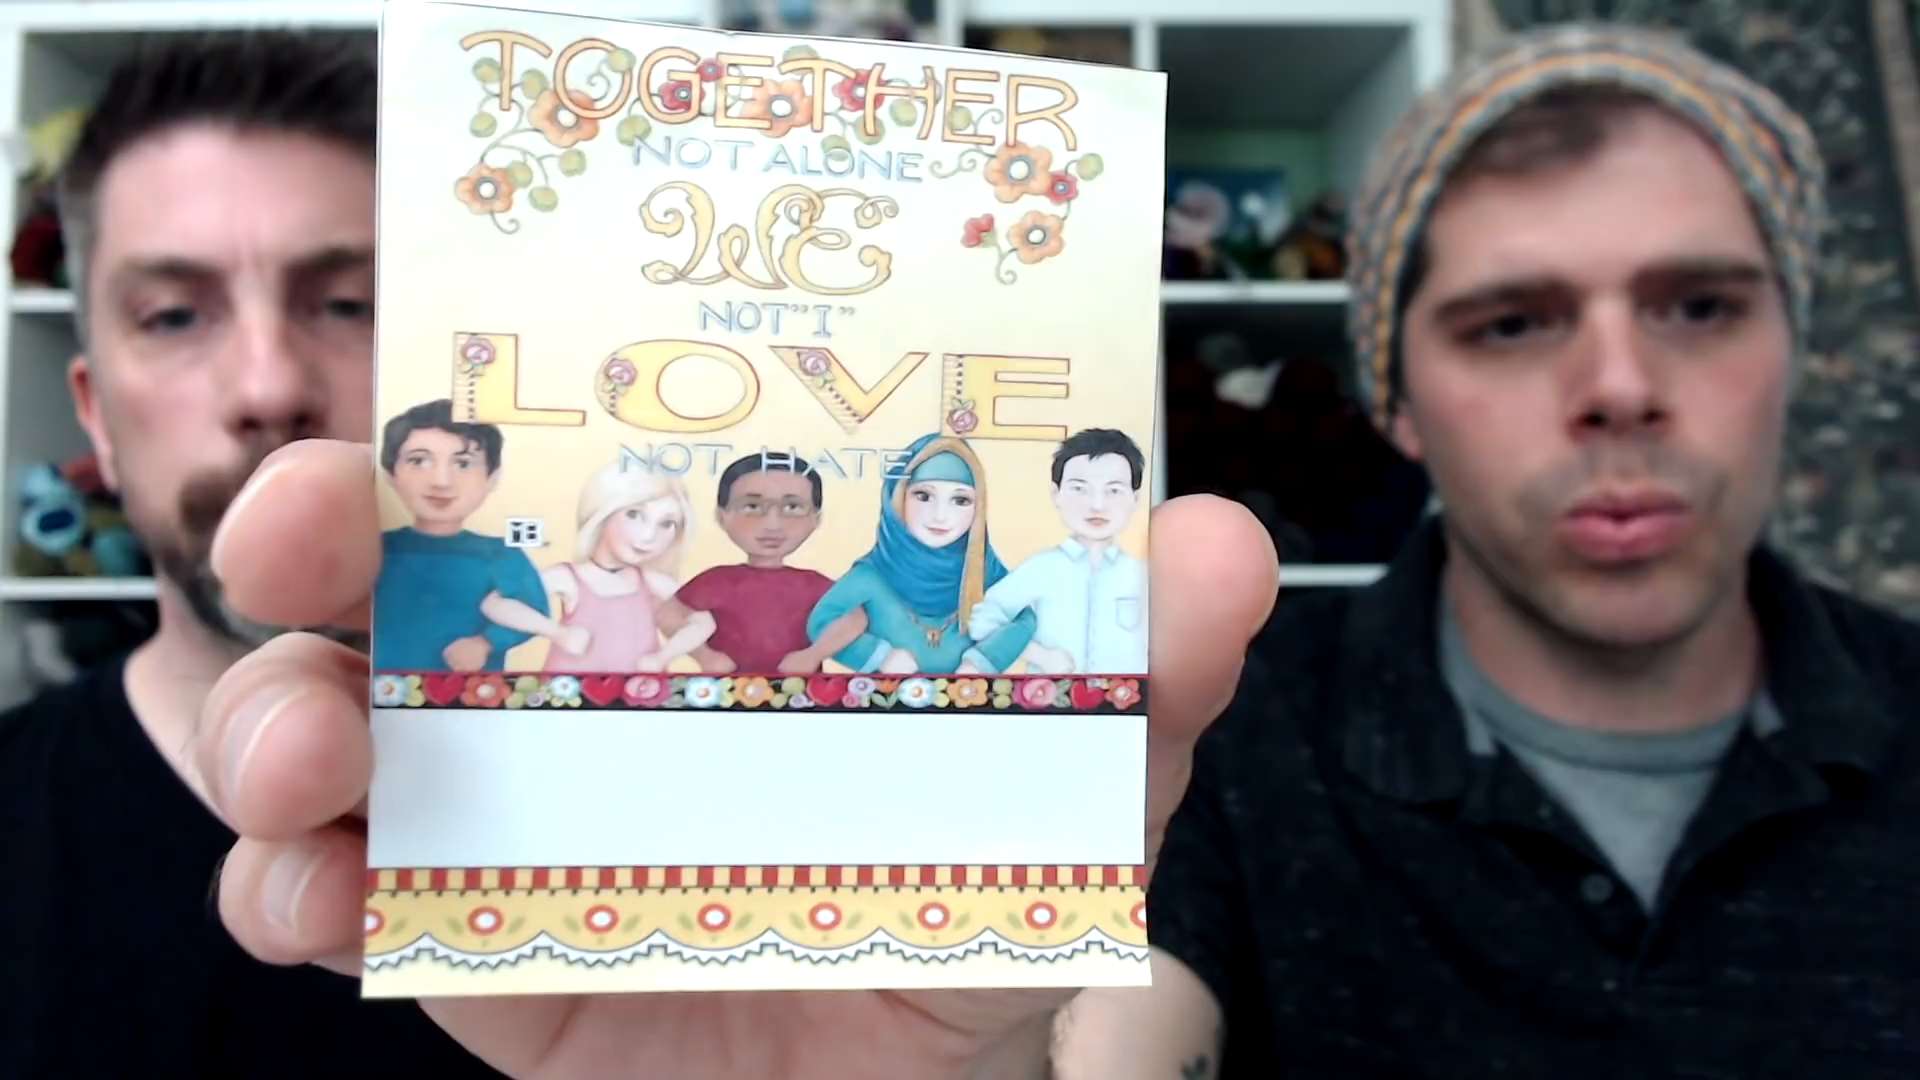 TOGETHER
NOT ALONE
WE
NOT "I"
LOVE
NOT HATE